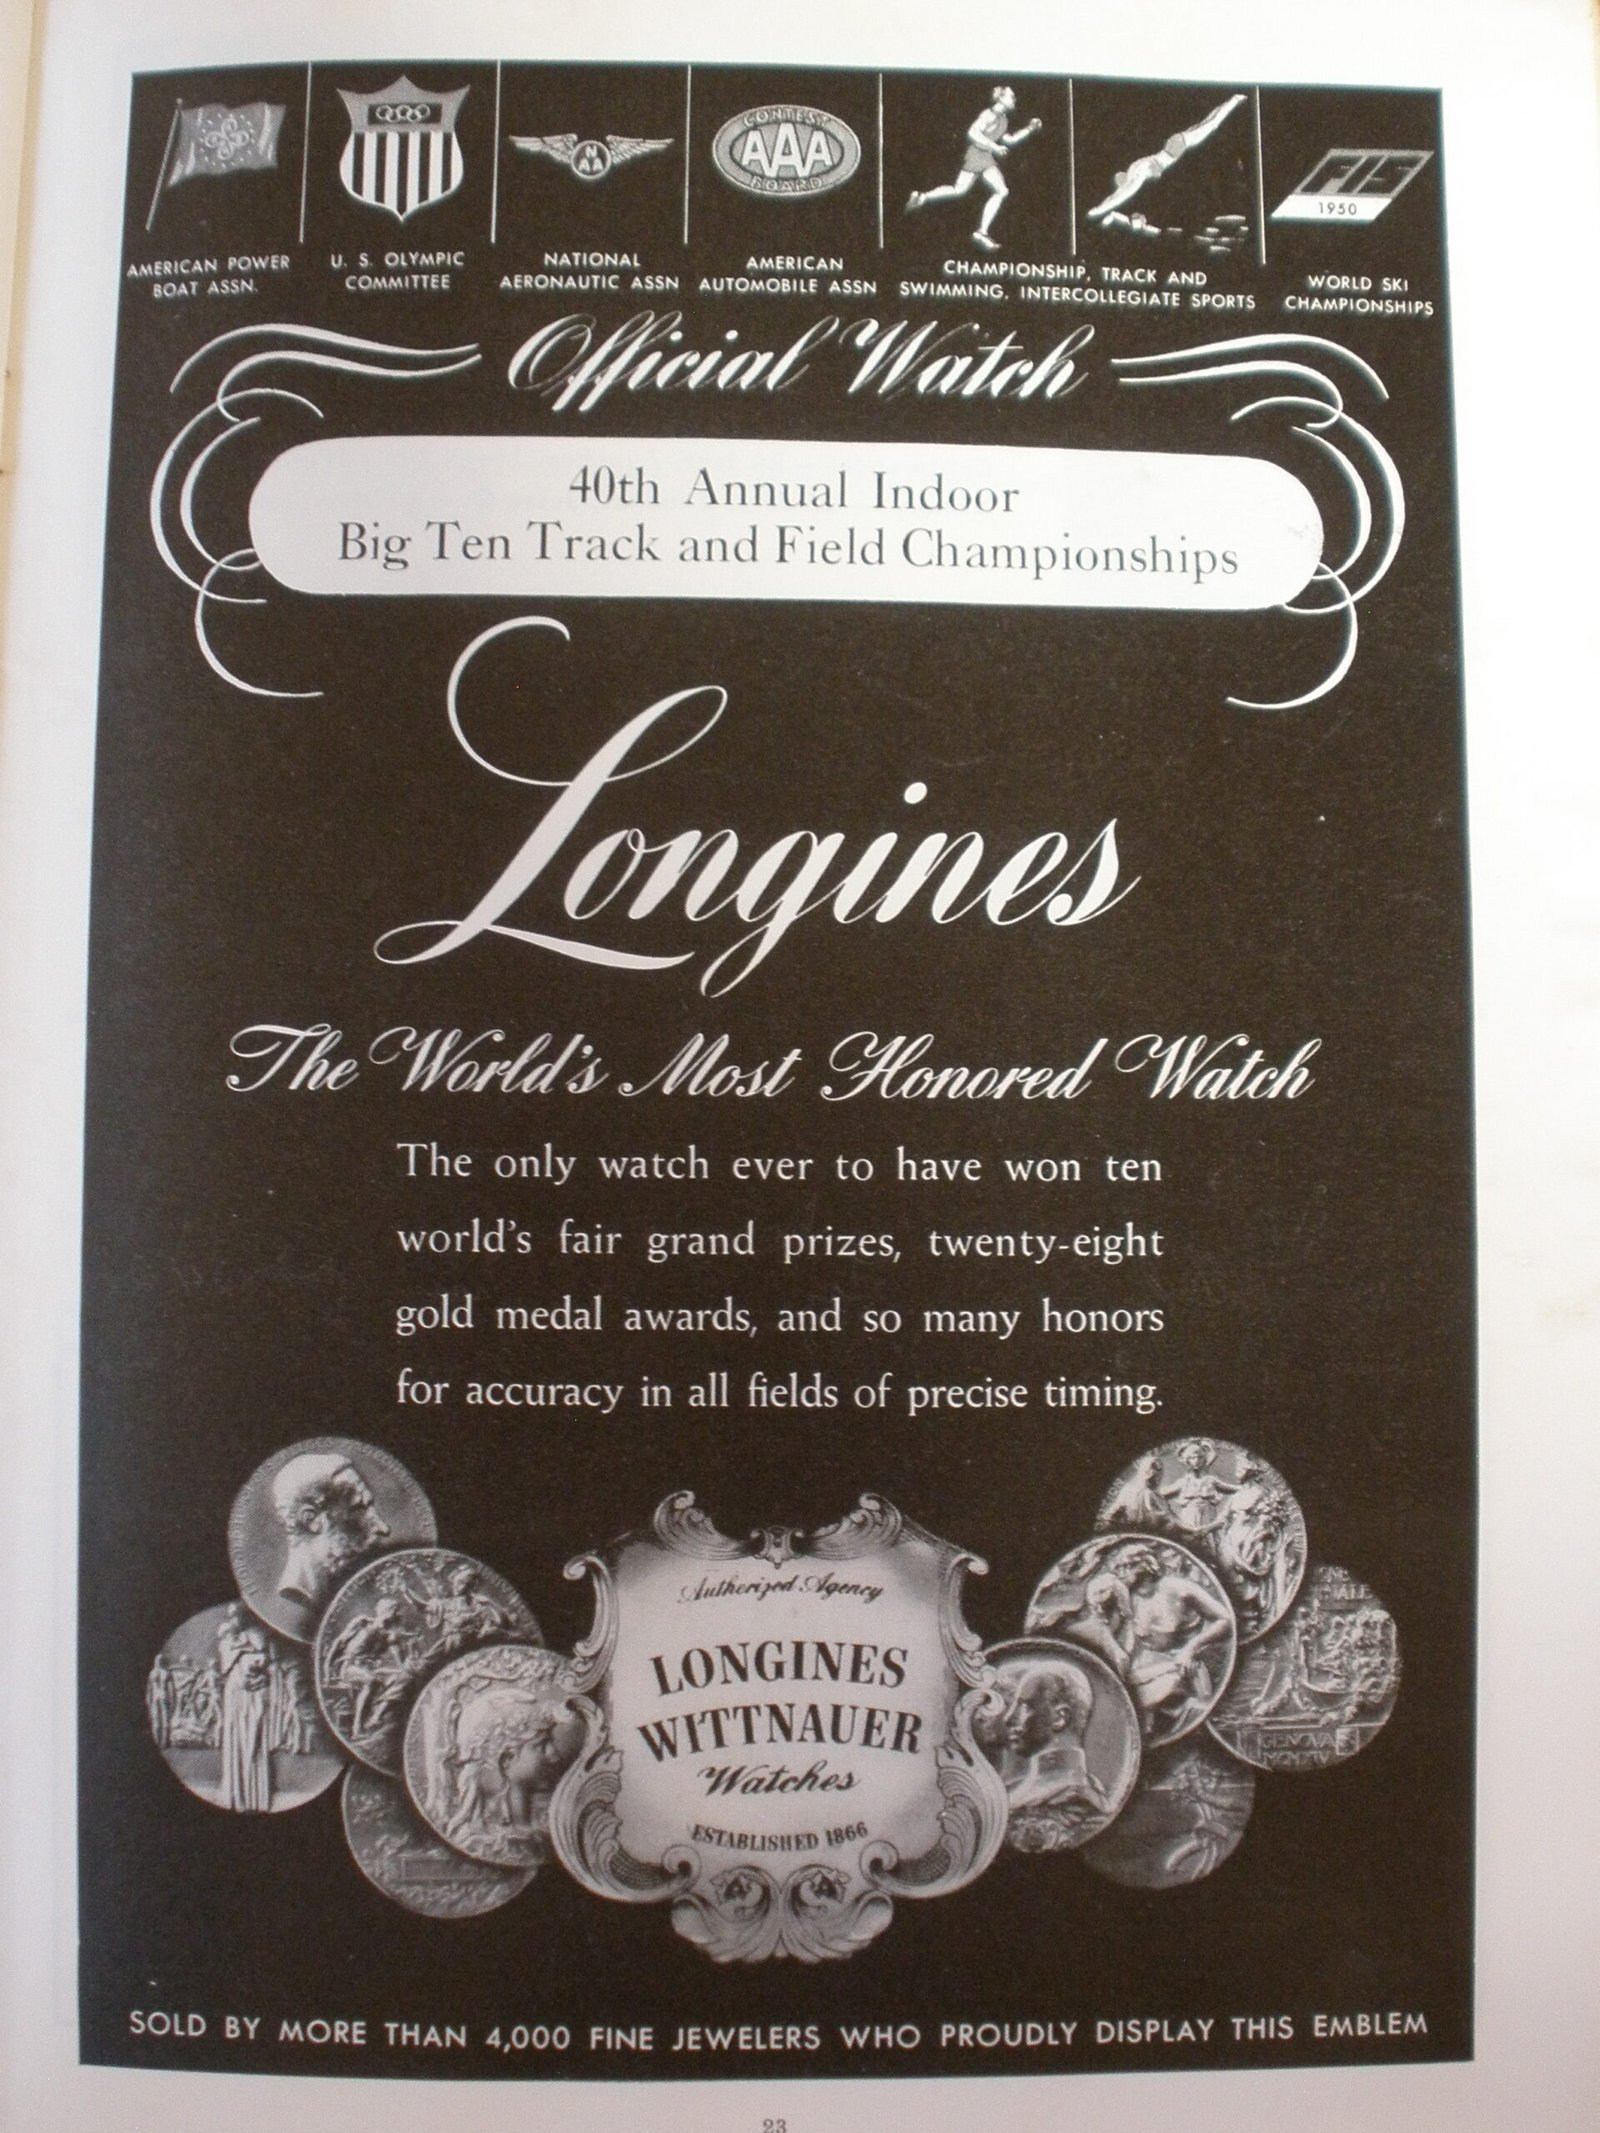 AMERICAN POWER
BOAT ASSN.
U. S. OLYMPIC
COMMITTEE
NAA
NATIONAL
AERONAUTIC ASSN
CONTEST
AAA
BOARD
AMERICAN
AUTOMOBILE ASSN
CHAMPIONSHIP, TRACK AND
SWIMMING, INTERCOLLEGIATE SPORTS
FIS
1950
WORLD SKI
CHAMPIONSHIPS
Official Watch
40th Annual Indoor
Big Ten Track and Field Championships
Longines
The World's Most Honored Watch
The only watch ever to have won ten
world's fair grand prizes, twenty-eight
gold medal awards, and so many honors
for accuracy in all fields of precise timing.
Authorized Agency
LONGINES
WITTNAUER
Watches
ESTABLISHED 1866
GENOVA
SOLD BY MORE THAN 4,000 FINE JEWELERS WHO PROUDLY DISPLAY THIS EMBLEM
23